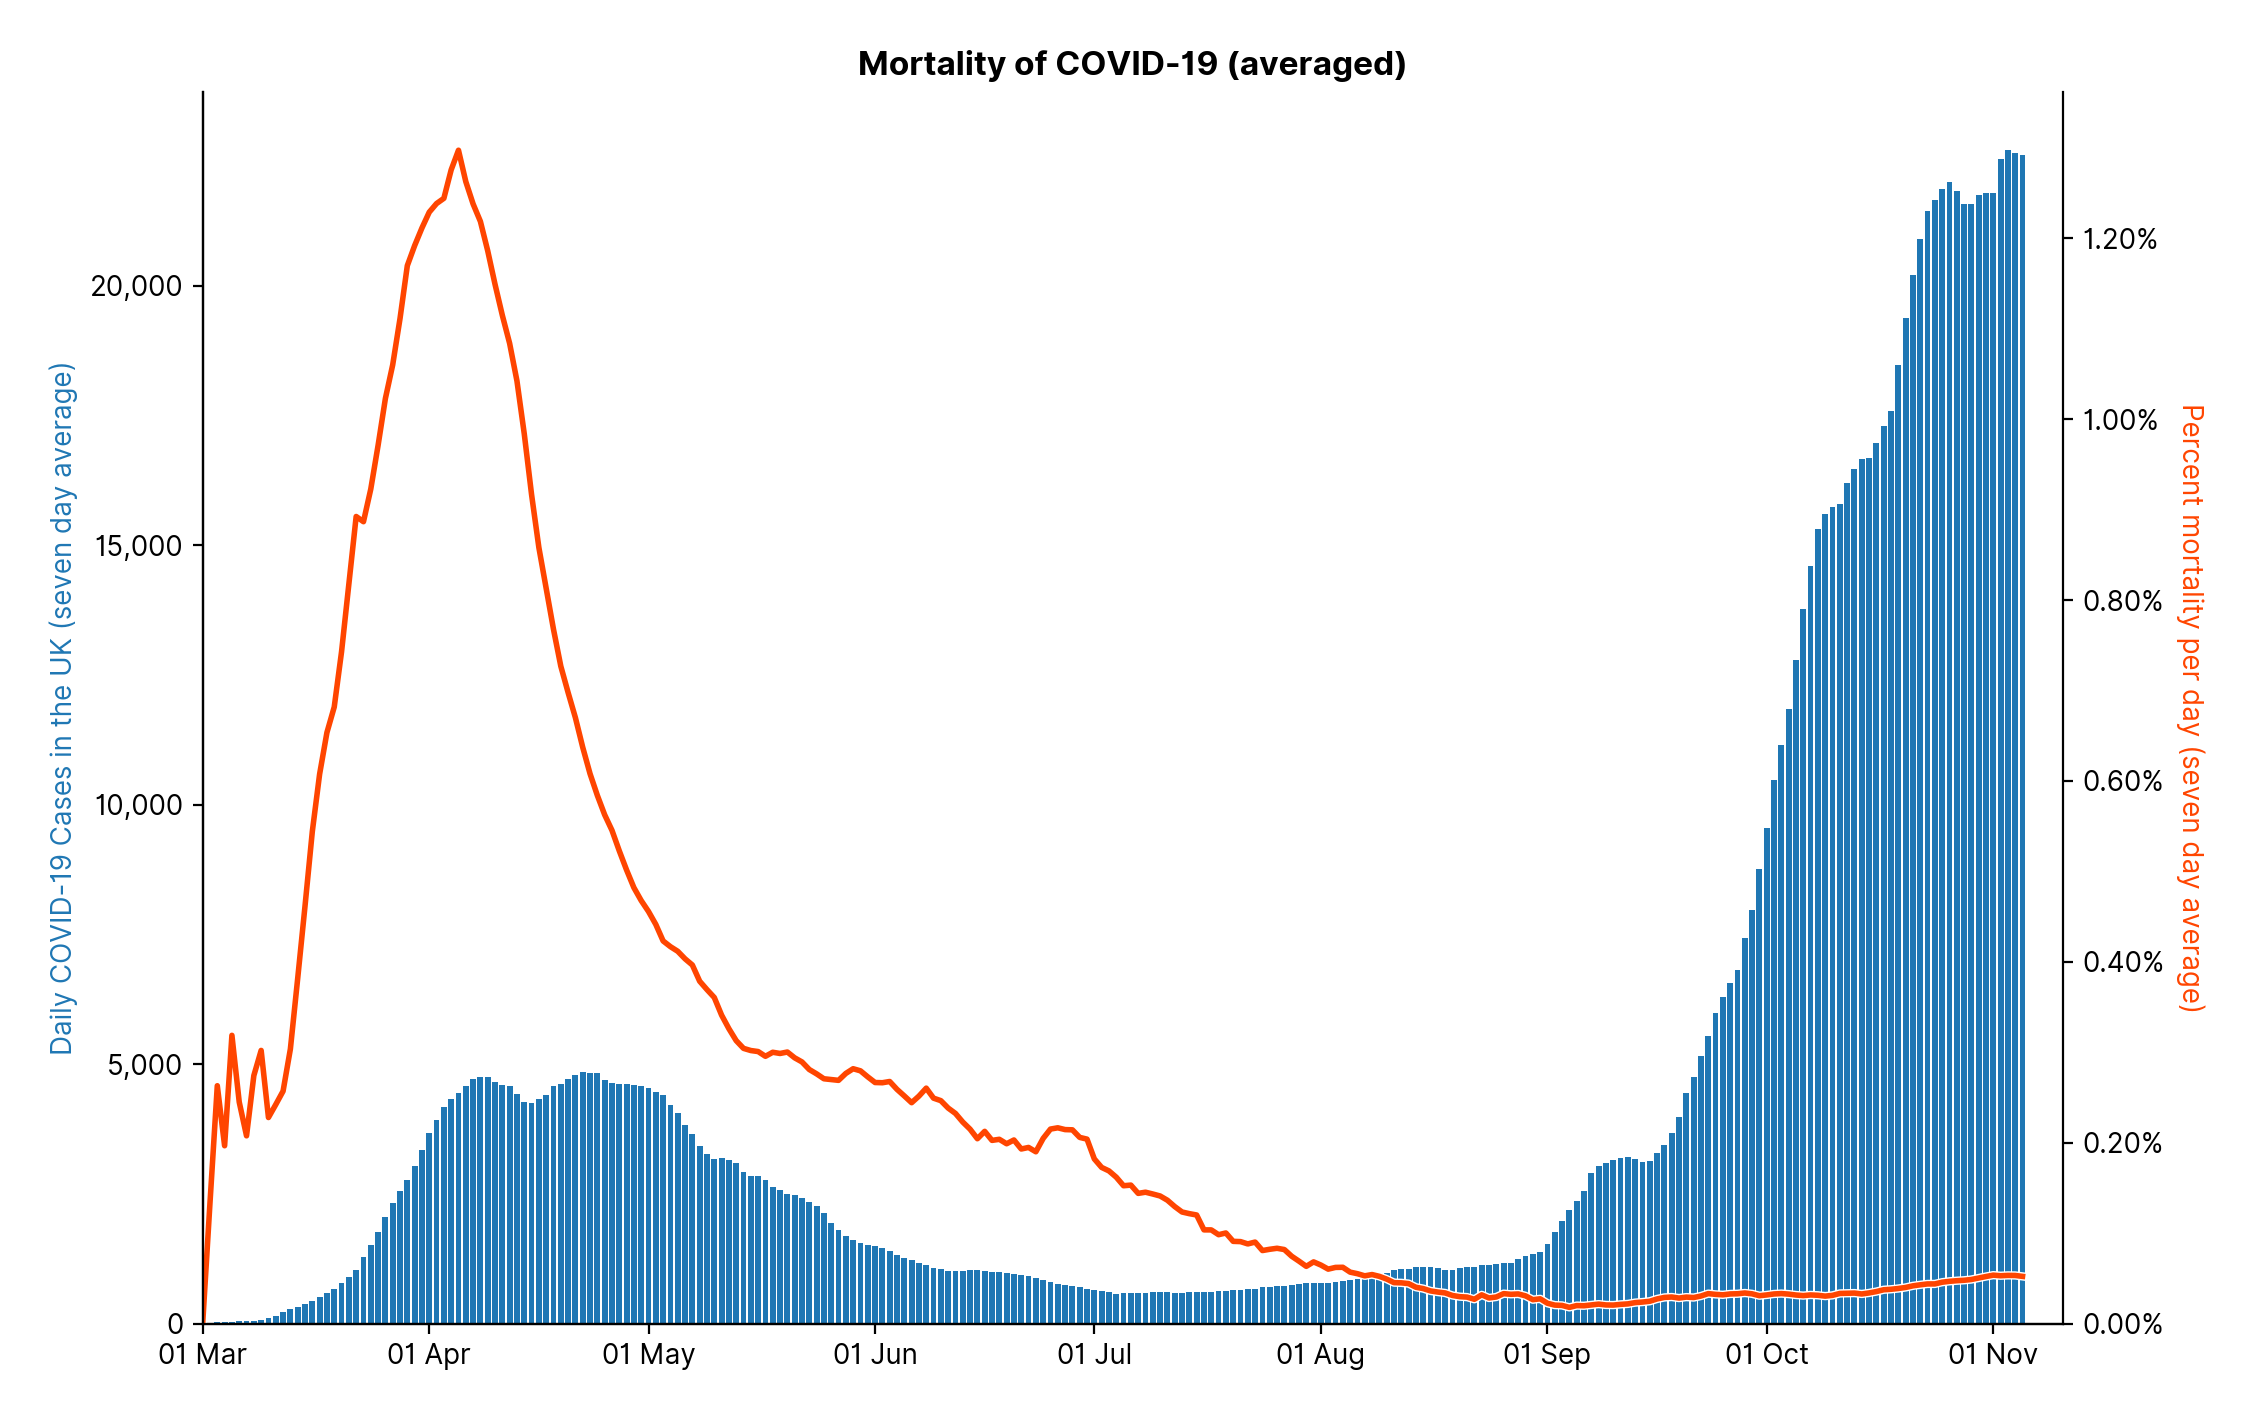 Mortality of COVID-19 (averaged)
Daily COVID-19 Cases in the UK (seven day average)
20,000
15,000
10,000
5,000
0
01 Mar
01 Apr
01 May
01 Jun
01 Jul
01 Aug
01 Sep
01 Oct
01 Nov
1.20%
1.00%
0.80%
0.60%
0.40%
0.20%
0.00%
Percent mortality per day (seven day average)